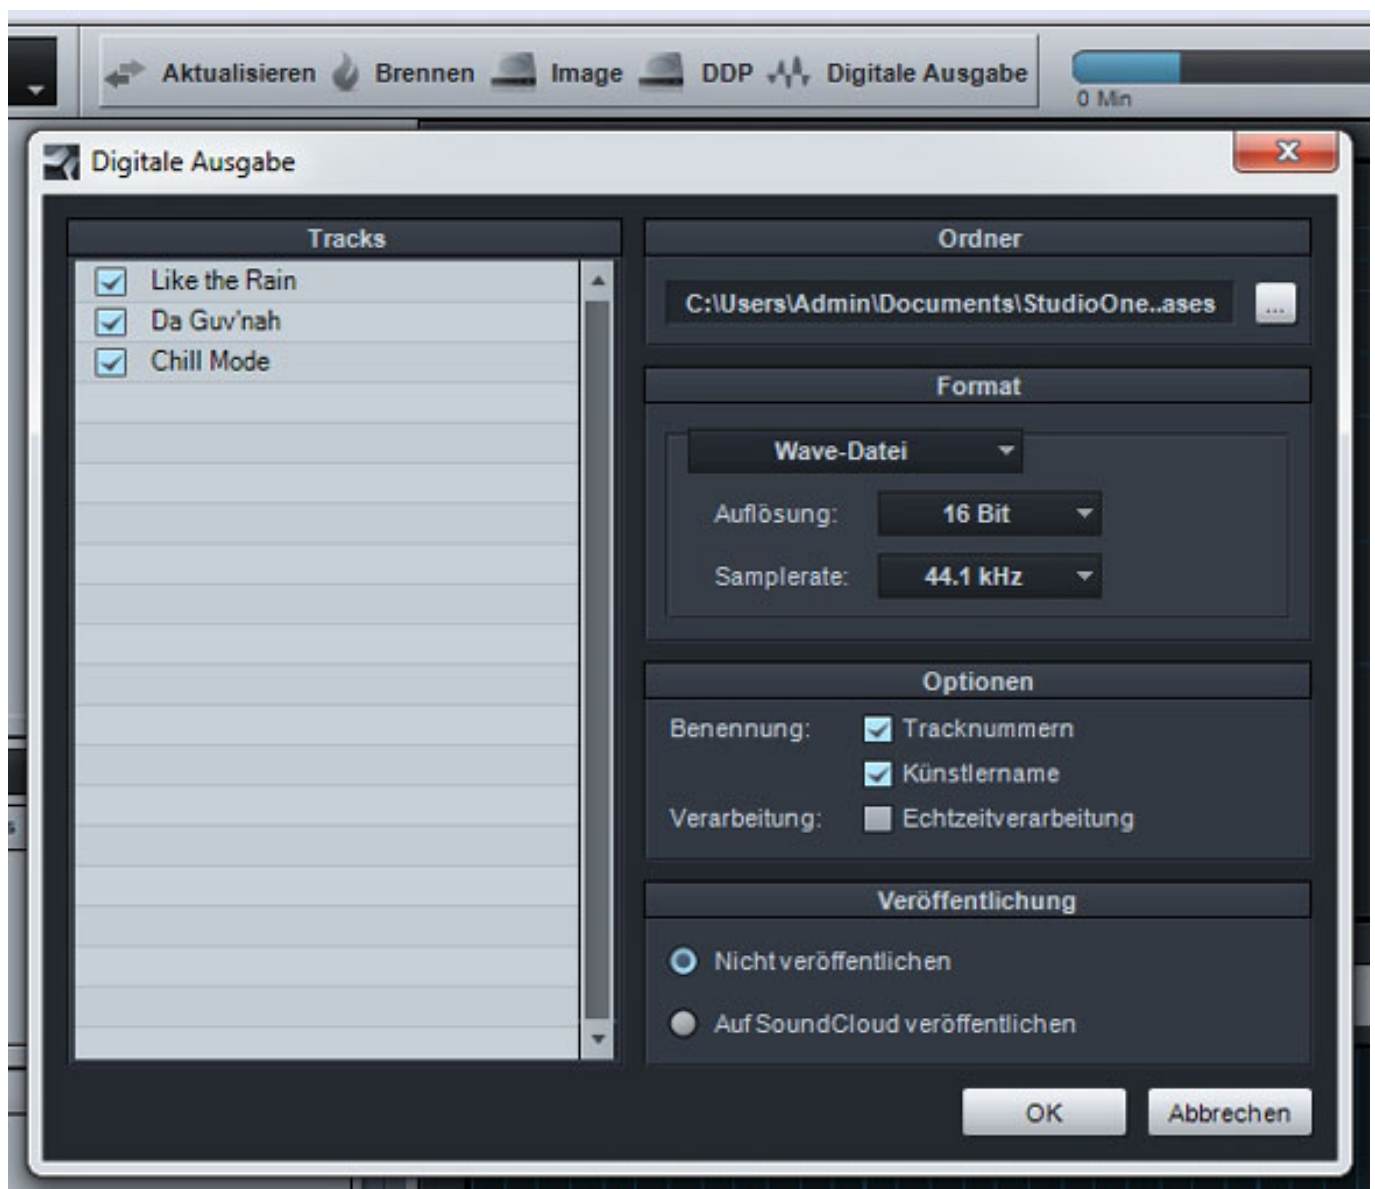 Aktualisieren Brennen Image DDP Digitale Ausgabe
0 Min
Digitale Ausgabe
Tracks
Like the Rain
Da Guv'nah
Chill Mode
Ordner
C:\Users\Admin\Documents\StudioOne..ases ...
Format
Wave-Datei
Auflösung: 16 Bit
Samplerate: 44.1 kHz
Optionen
Benennung: Tracknummern
Künstlername
Verarbeitung: Echtzeitverarbeitung
Veröffentlichung
Nicht veröffentlichen
Auf SoundCloud veröffentlichen
OK Abbrechen